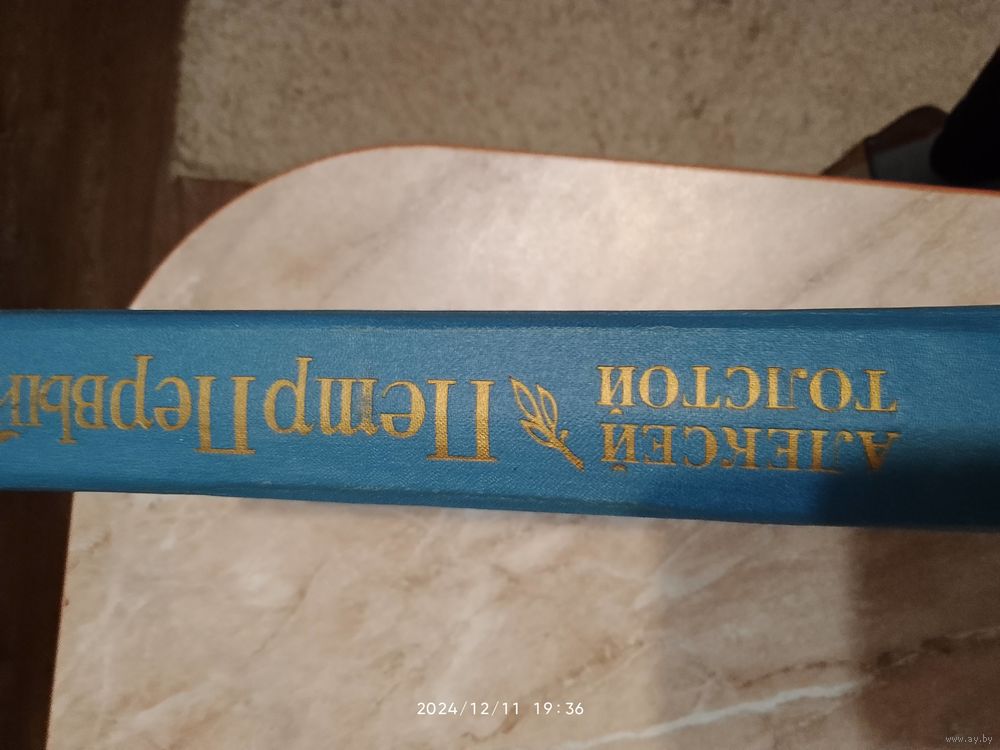 АЛЕКСЕЙ
ТОЛСТОЙ
Петр Первый
2024/12/11 19:36
www.ay.by